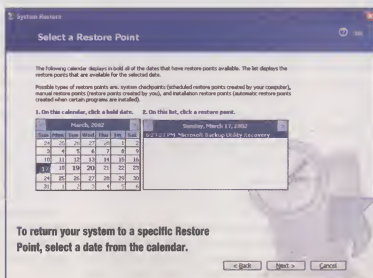 System Restore
Select a Restore Point
The following calendar displays in bold all of the dates that have restore points available. The list displays the
restore points that are available for the selected date.
Possible types of restore points are: system checkpoints (scheduled restore points created by your computer),
manual restore points (restore points created by you), and installation restore points (automatic restore points
created when certain programs are installed).
1. On this calendar, click a bold date. 2. On this list, click a restore point.
March, 2002 Sunday, March 17, 2002
Sun Mon Tue Wed Thu Fri Sat PM Microsoft Backup Utility Recovery
24 25 26 27 28 1 2
3 4 5 6 7 8 9
10 11 12 13 14 15 16
17 18 19 20 21 22 23
24 25 26 27 28 29 30
31 1 2 3 4 5 6
To return your system to a specific Restore
Point, select a date from the calendar.
< Back Next > Cancel